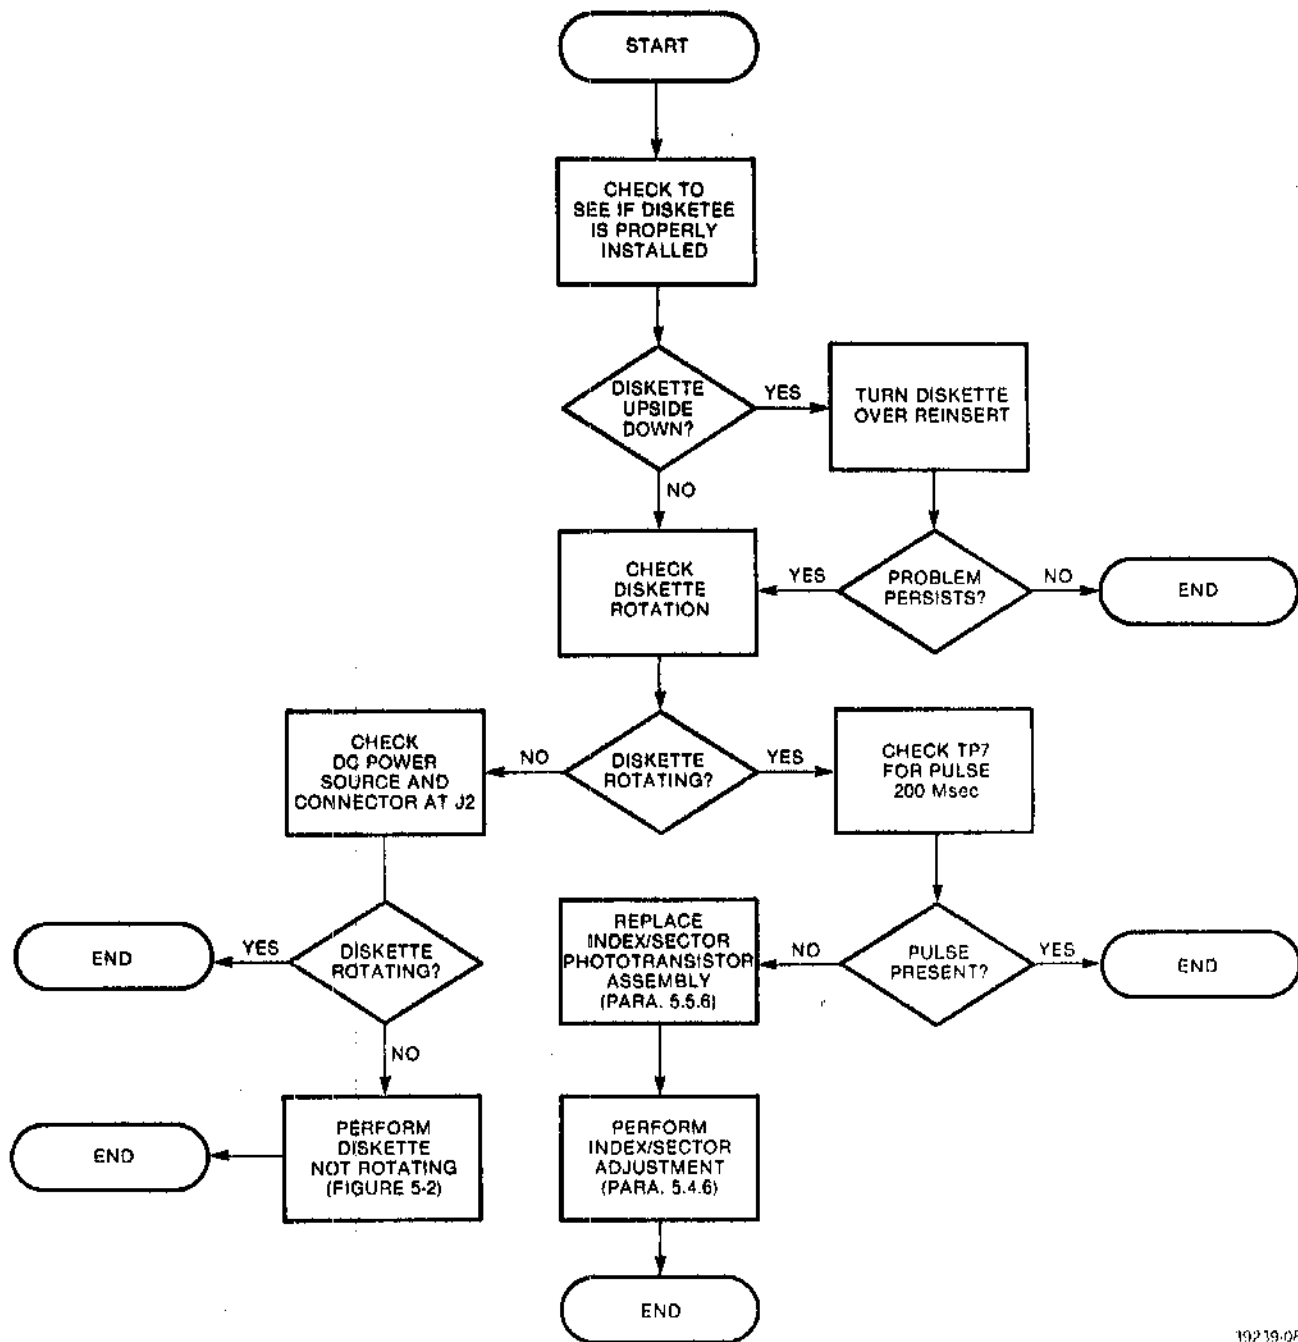 START
CHECK TO
SEE IF DISKETEE
IS PROPERLY
INSTALLED
DISKETTE
UPSIDE
DOWN?
YES
TURN DISKETTE
OVER REINSERT
NO
CHECK
DISKETTE
ROTATION
YES
PROBLEM
PERSISTS?
NO
END
CHECK
DC POWER
SOURCE AND
CONNECTOR AT J2
NO
DISKETTE
ROTATING?
YES
CHECK TP7
FOR PULSE
200 Msec
END
YES
DISKETTE
ROTATING?
REPLACE
INDEX/SECTOR
PHOTOTRANSISTOR
ASSEMBLY
(PARA. 5.5.6)
NO
PULSE
PRESENT?
YES
END
NO
END
PERFORM
DISKETTE
NOT ROTATING
(FIGURE 5-2)
PERFORM
INDEX/SECTOR
ADJUSTMENT
(PARA. 5.4.6)
END